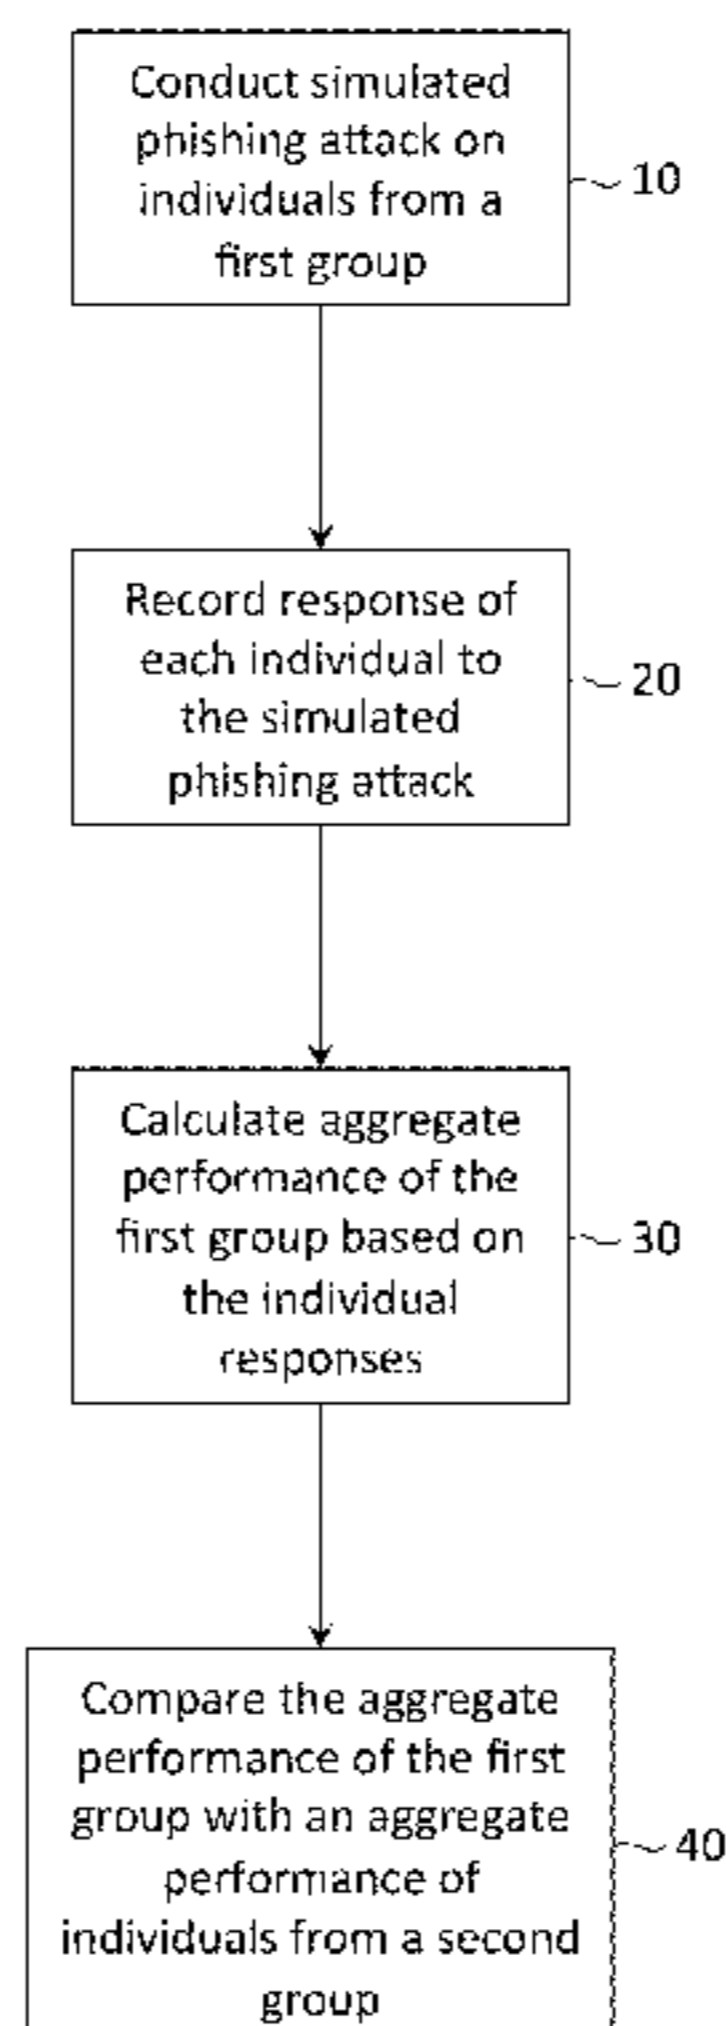 Conduct simulated
phishing attack on
individuals from a
first group
10
Record response of
each individual to
the simulated
phishing attack
20
Calculate aggregate
performance of the
first group based on
the individual
responses
30
Compare the aggregate
performance of the first
group with an aggregate
performance of
individuals from a second
group
40